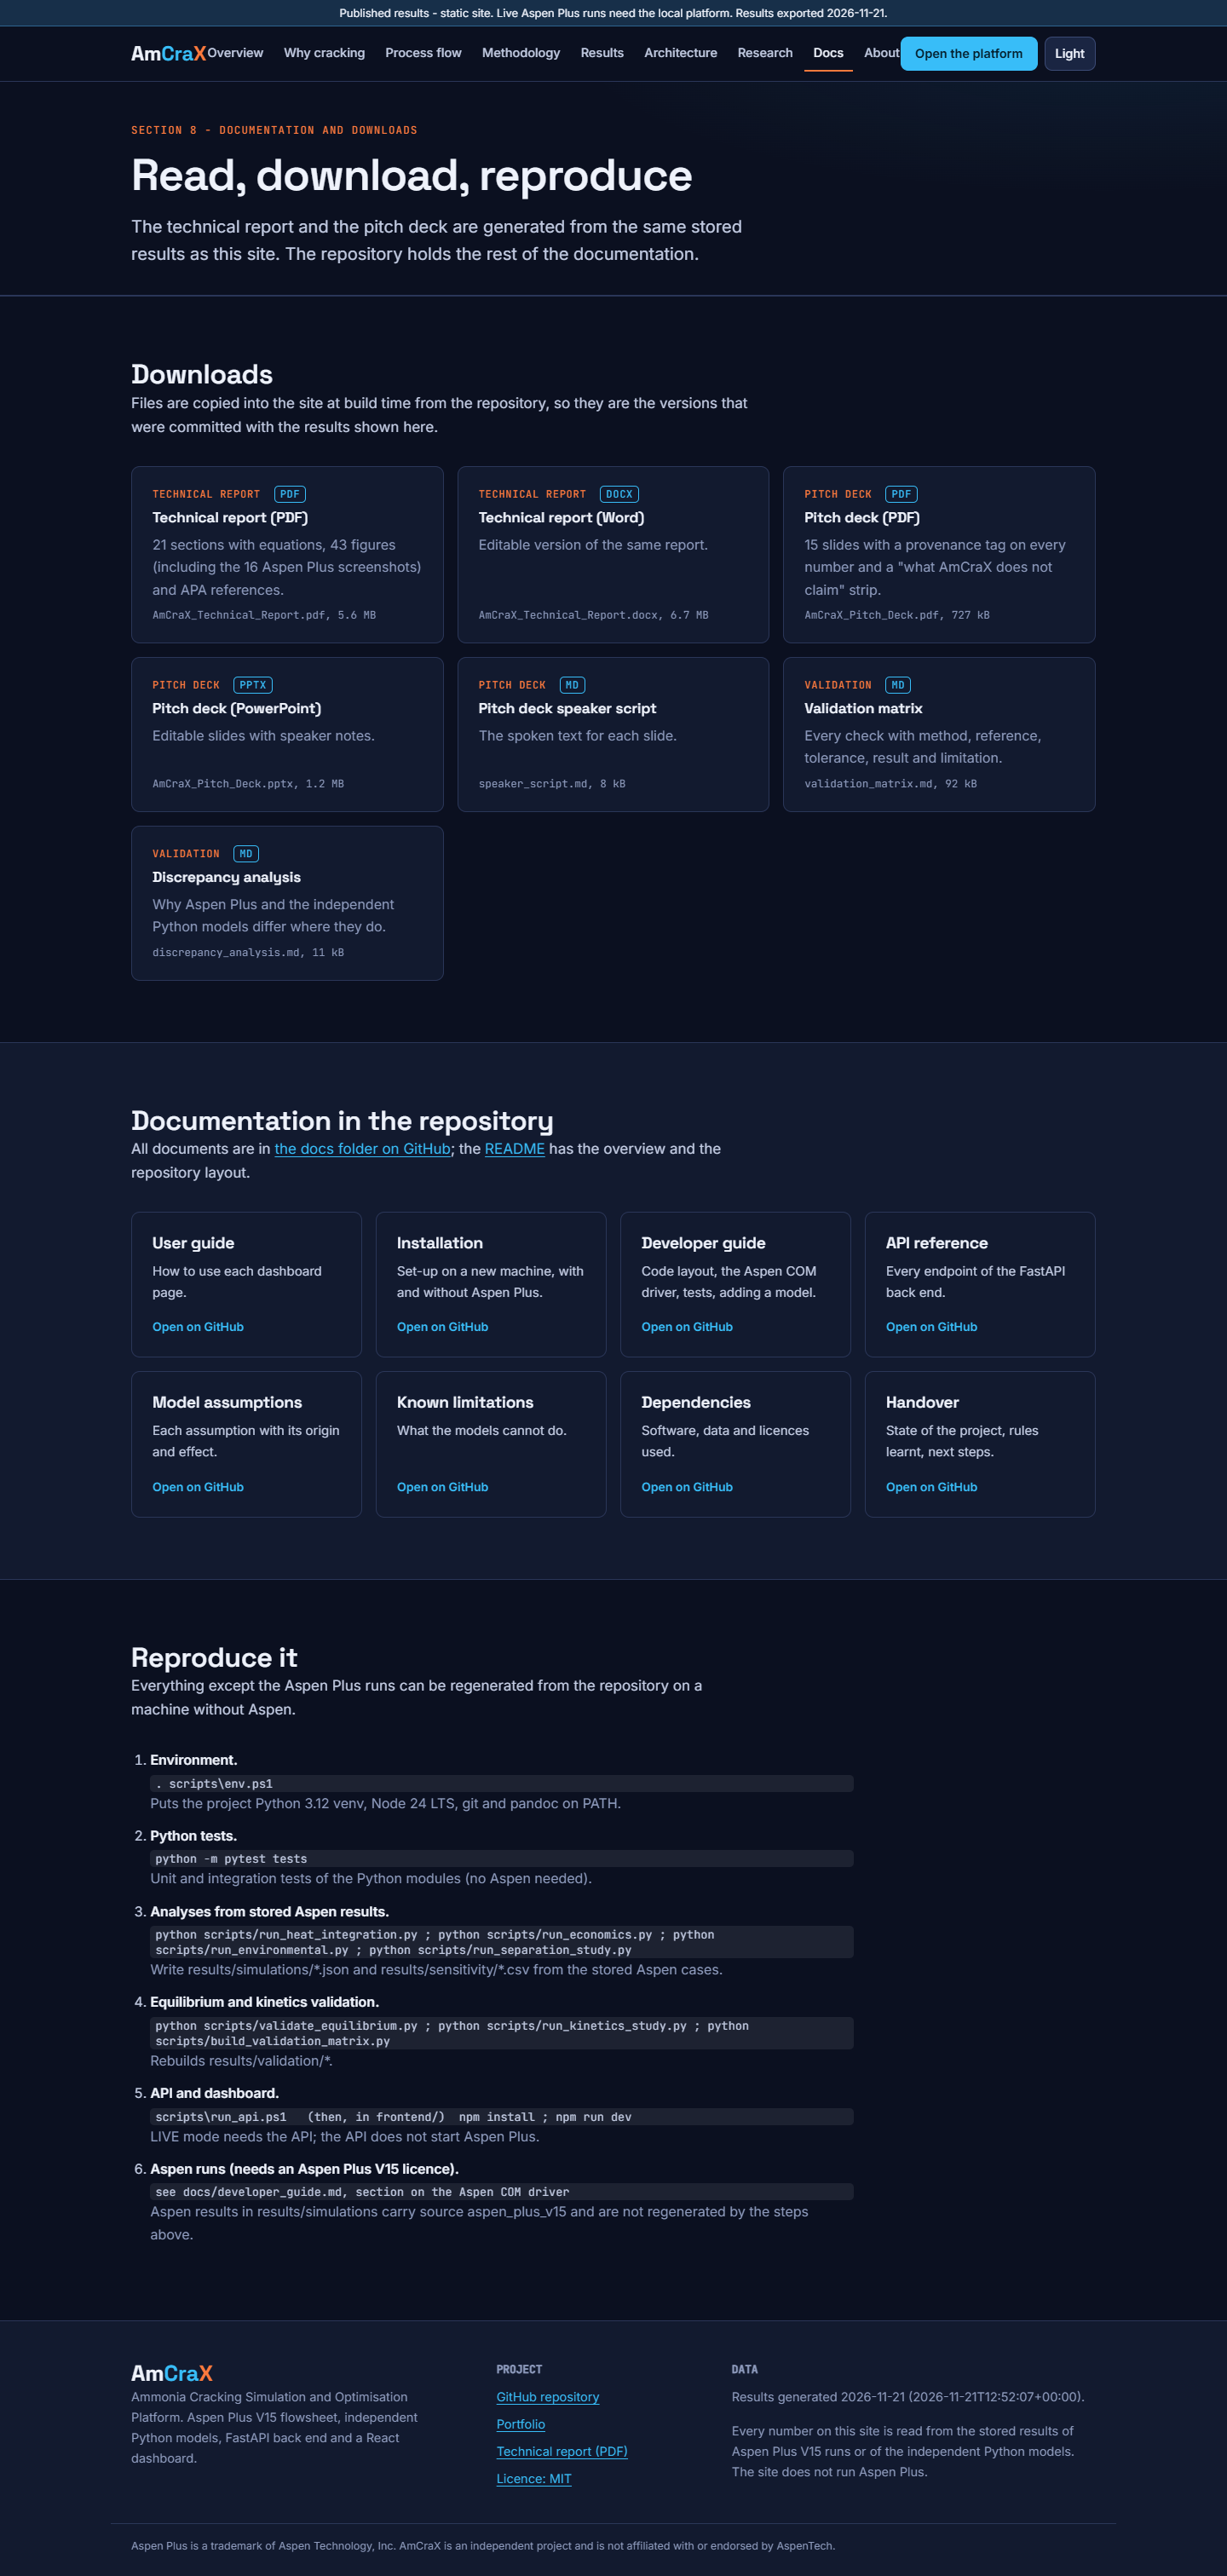 Published results - static site. Live Aspen Plus runs need the local platform. Results exported 2026-11-21.
AmCraX Overview Why cracking Process flow Methodology Results Architecture Research Docs About Open the platform Light
SECTION 8 - DOCUMENTATION AND DOWNLOADS
Read, download, reproduce
The technical report and the pitch deck are generated from the same stored
results as this site. The repository holds the rest of the documentation.
Downloads
Files are copied into the site at build time from the repository, so they are the versions that
were committed with the results shown here.
TECHNICAL REPORT PDF
Technical report (PDF)
21 sections with equations, 43 figures
(including the 16 Aspen Plus screenshots)
and APA references.
AmCraX_Technical_Report.pdf, 5.6 MB
TECHNICAL REPORT DOCX
Technical report (Word)
Editable version of the same report.
AmCraX_Technical_Report.docx, 6.7 MB
PITCH DECK PDF
Pitch deck (PDF)
15 slides with a provenance tag on every
number and a "what AmCraX does not
claim" strip.
AmCraX_Pitch_Deck.pdf, 727 kB
PITCH DECK PPTX
Pitch deck (PowerPoint)
Editable slides with speaker notes.
AmCraX_Pitch_Deck.pptx, 1.2 MB
PITCH DECK MD
Pitch deck speaker script
The spoken text for each slide.
speaker_script.md, 8 kB
VALIDATION MD
Validation matrix
Every check with method, reference,
tolerance, result and limitation.
validation_matrix.md, 92 kB
VALIDATION MD
Discrepancy analysis
Why Aspen Plus and the independent
Python models differ where they do.
discrepancy_analysis.md, 11 kB
Documentation in the repository
All documents are in the docs folder on GitHub; the README has the overview and the
repository layout.
User guide
How to use each dashboard
page.
Open on GitHub
Installation
Set-up on a new machine, with
and without Aspen Plus.
Open on GitHub
Developer guide
Code layout, the Aspen COM
driver, tests, adding a model.
Open on GitHub
API reference
Every endpoint of the FastAPI
back end.
Open on GitHub
Model assumptions
Each assumption with its origin
and effect.
Open on GitHub
Known limitations
What the models cannot do.
Open on GitHub
Dependencies
Software, data and licences
used.
Open on GitHub
Handover
State of the project, rules
learnt, next steps.
Open on GitHub
Reproduce it
Everything except the Aspen Plus runs can be regenerated from the repository on a
machine without Aspen.
1. Environment.
. scripts\env.ps1
Puts the project Python 3.12 venv, Node 24 LTS, git and pandoc on PATH.
2. Python tests.
python -m pytest tests
Unit and integration tests of the Python modules (no Aspen needed).
3. Analyses from stored Aspen results.
python scripts/run_heat_integration.py ; python scripts/run_economics.py ; python
scripts/run_environmental.py ; python scripts/run_separation_study.py
Write results/simulations/*.json and results/sensitivity/*.csv from the stored Aspen cases.
4. Equilibrium and kinetics validation.
python scripts/validate_equilibrium.py ; python scripts/run_kinetics_study.py ; python
scripts/build_validation_matrix.py
Rebuilds results/validation/*.
5. API and dashboard.
scripts\run_api.ps1 (then, in frontend/) npm install ; npm run dev
LIVE mode needs the API; the API does not start Aspen Plus.
6. Aspen runs (needs an Aspen Plus V15 licence).
see docs/developer_guide.md, section on the Aspen COM driver
Aspen results in results/simulations carry source aspen_plus_v15 and are not regenerated by the steps
above.
AmCraX
Ammonia Cracking Simulation and Optimisation
Platform. Aspen Plus V15 flowsheet, independent
Python models, FastAPI back end and a React
dashboard.
PROJECT
GitHub repository
Portfolio
Technical report (PDF)
Licence: MIT
DATA
Results generated 2026-11-21 (2026-11-21T12:52:07+00:00).
Every number on this site is read from the stored results of
Aspen Plus V15 runs or of the independent Python models.
The site does not run Aspen Plus.
Aspen Plus is a trademark of Aspen Technology, Inc. AmCraX is an independent project and is not affiliated with or endorsed by AspenTech.